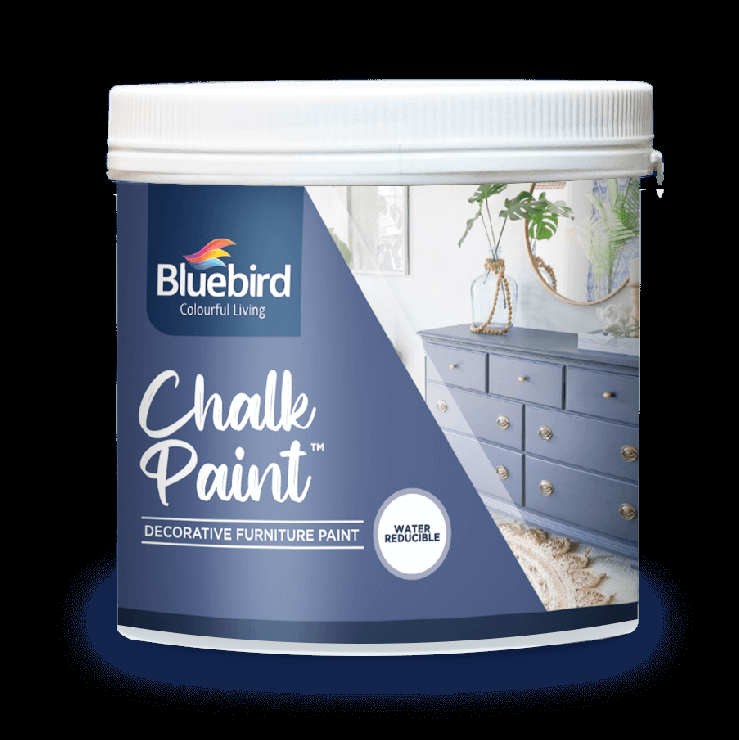 Bluebird
Colourful Living
Chalk
Paint™
DECORATIVE FURNITURE PAINT
WATER
REDUCIBLE